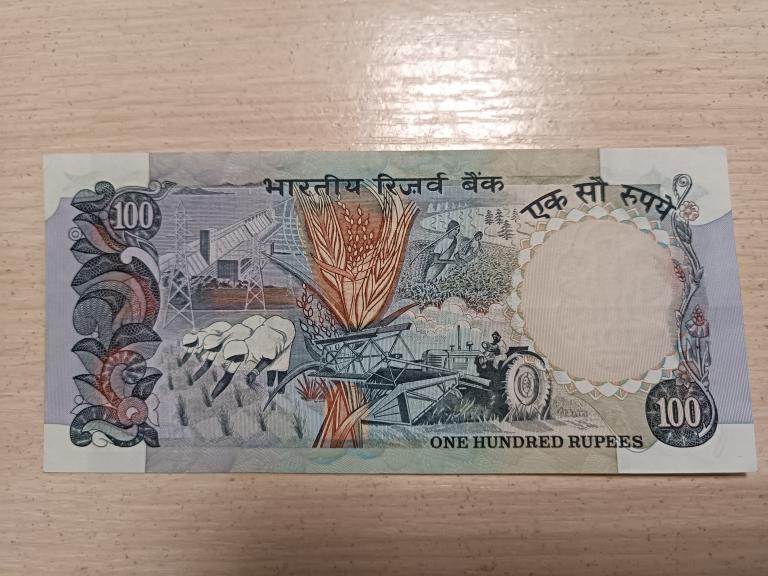 भारतीय रिज़र्व बैंक
एक सौ रुपये
100
100
ONE HUNDRED RUPEES